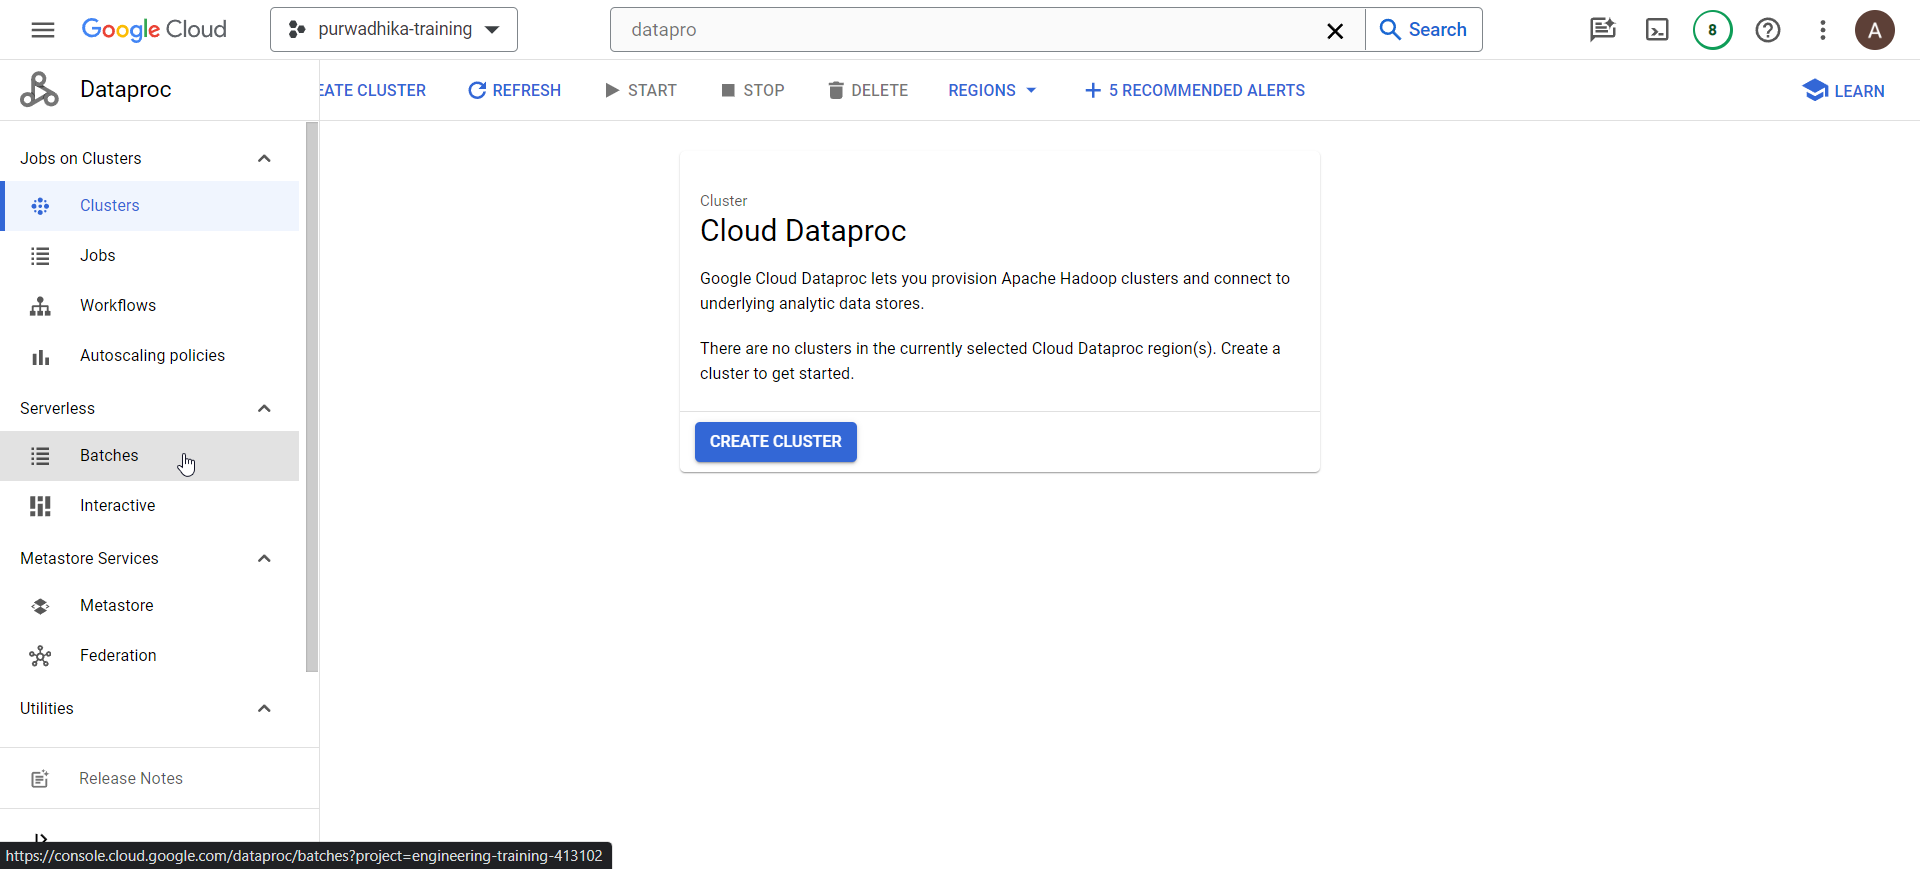 Google Cloud
purwadhika-training
datapro
Search
8
A
Dataproc
EATE CLUSTER
REFRESH
START
STOP
DELETE
REGIONS
5 RECOMMENDED ALERTS
LEARN
Jobs on Clusters
Clusters
Jobs
Workflows
Autoscaling policies
Serverless
Batches
Interactive
Metastore Services
Metastore
Federation
Utilities
Release Notes
Cluster
Cloud Dataproc
Google Cloud Dataproc lets you provision Apache Hadoop clusters and connect to
underlying analytic data stores.
There are no clusters in the currently selected Cloud Dataproc region(s). Create a
cluster to get started.
CREATE CLUSTER
https://console.cloud.google.com/dataproc/batches?project=engineering-training-413102